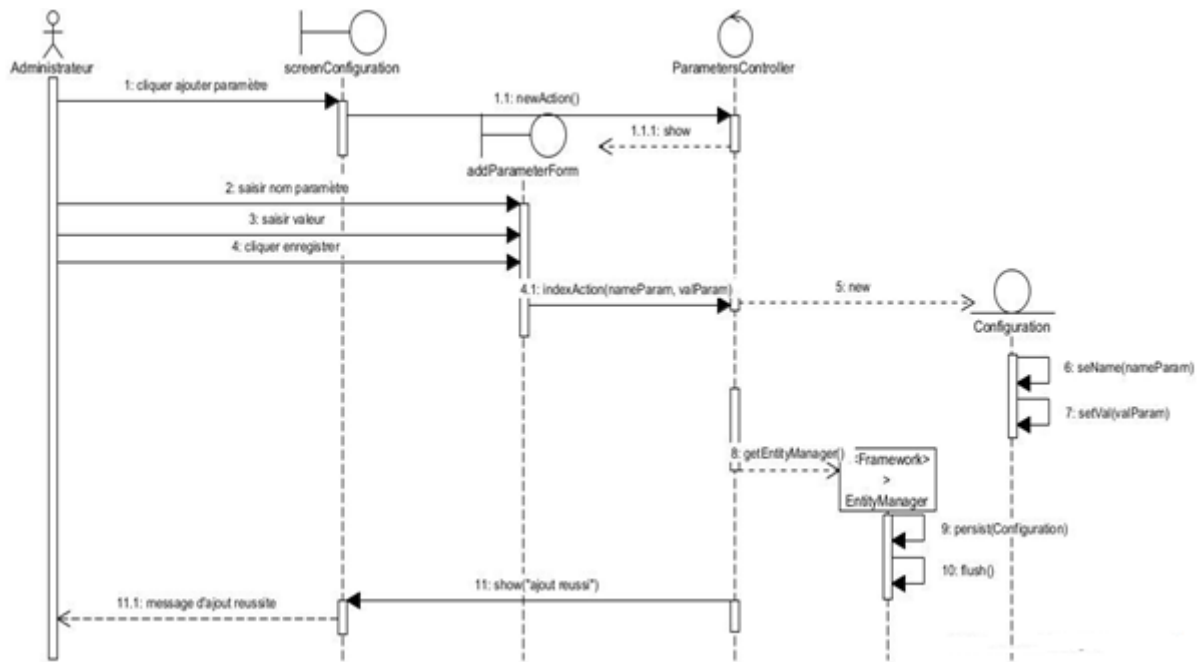 Administrateur
screenConfiguration
ParametersController
1: cliquer ajouter paramètre
1.1: newAction()
1.1.1: show
addParameterForm
2: saisir nom paramètre
3: saisir valeur
4: cliquer enregistrer
4.1: indexAction(nameParam, valParam)
5: new
Configuration
6: seName(nameParam)
7: setVal(valParam)
8: getEntityManager()
:Framework>
>
EntityManager
9: persist(Configuration)
10: flush()
11: show("ajout reussi")
11.1: message d'ajout reussite